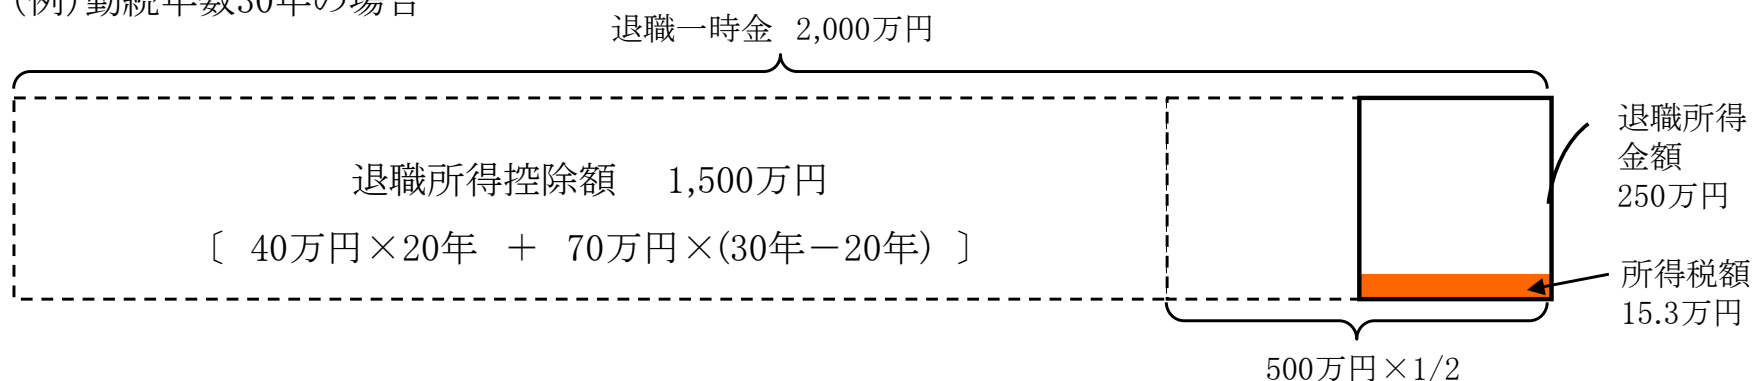 (例)勤続年数30年の場合
退職一時金 2,000万円
退職所得控除額 1,500万円
〔 40万円×20年 ＋ 70万円×(30年－20年) 〕
退職所得
金額
250万円
所得税額
15.3万円
500万円×1/2